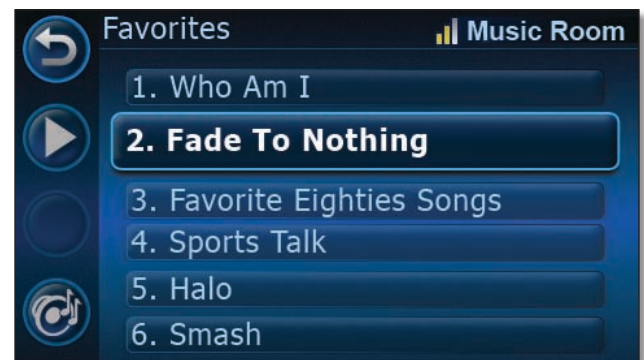 Favorites Music Room
1. Who Am I
2. Fade To Nothing
3. Favorite Eighties Songs
4. Sports Talk
5. Halo
6. Smash